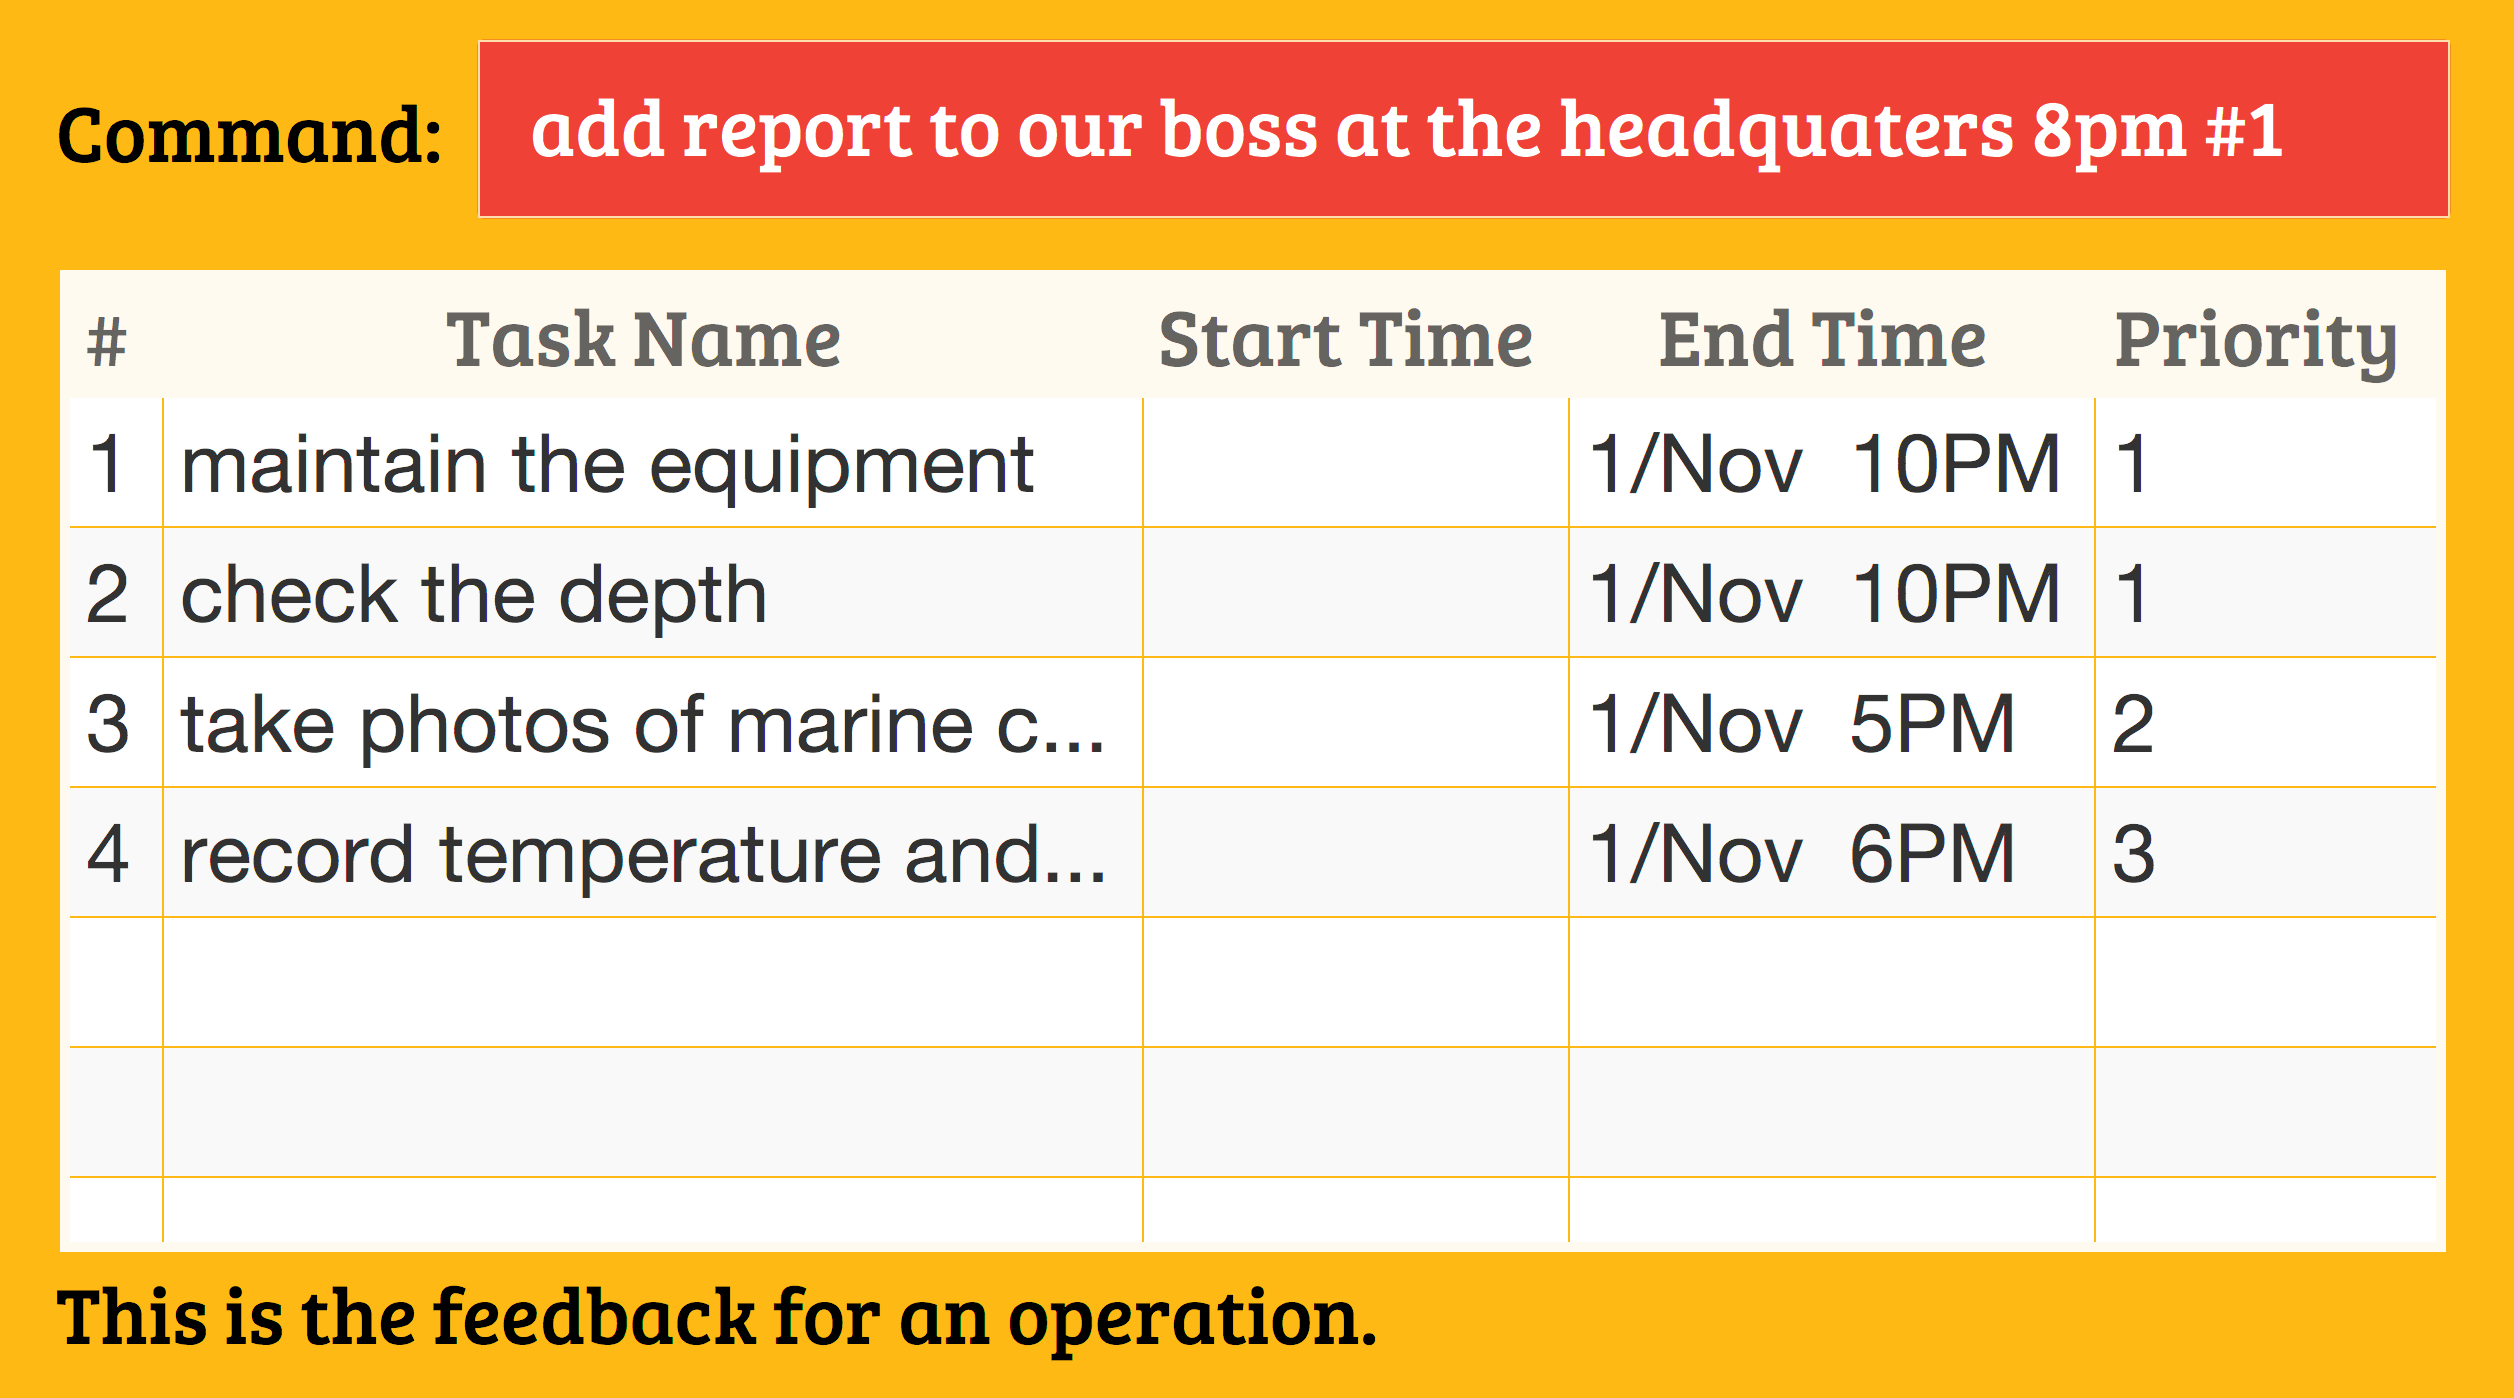 Command: add report to our boss at the headquaters 8pm #1
# Task Name Start Time End Time Priority
1 maintain the equipment 1/Nov 10PM 1
2 check the depth 1/Nov 10PM 1
3 take photos of marine c... 1/Nov 5PM 2
4 record temperature and... 1/Nov 6PM 3
This is the feedback for an operation.